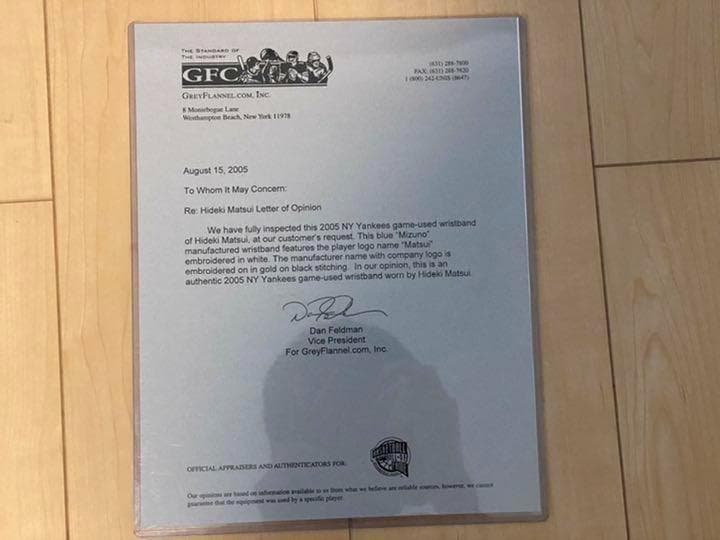 THE STANDARD OF
THE INDUSTRY
GFC
GREYFLANNEL.COM, INC.
8 Moniebogue Lane
Westhampton Beach, New York 11978
(631) 288-7800
FAX: (631) 288-7820
1 (800) 242-UNIS (8647)
August 15, 2005
To Whom It May Concern:
Re: Hideki Matsui Letter of Opinion
We have fully inspected this 2005 NY Yankees game-used wristband
of Hideki Matsui, at our customer's request. This blue "Mizuno"
manufactured wristband features the player logo name "Matsui"
embroidered in white. The manufacturer name with company logo is
embroidered on in gold on black stitching. In our opinion, this is an
authentic 2005 NY Yankees game-used wristband worn by Hideki Matsui.
Dan Feldman
Vice President
For GreyFlannel.com, Inc.
OFFICIAL APPRAISERS AND AUTHENTICATORS FOR:
BASKETBALL
Our opinions are based on information available to us from what we believe are reliable sources, however, we cannot
guarantee that the equipment was used by a specific player.